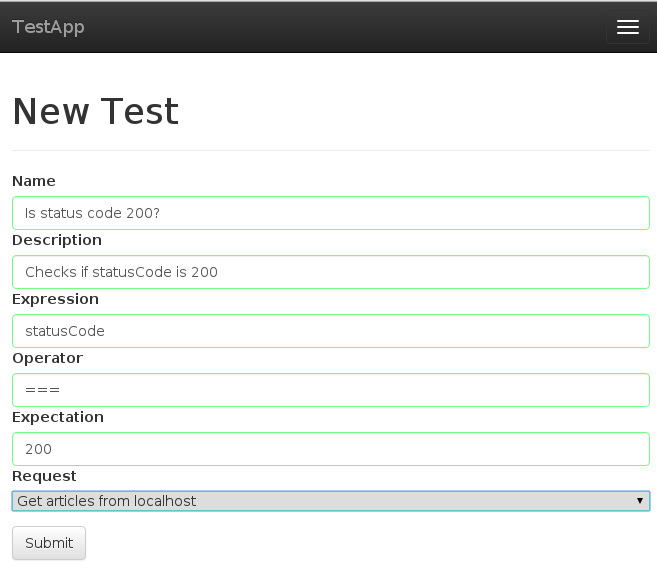 TestApp
New Test
Name
Is status code 200?
Description
Checks if statusCode is 200
Expression
statusCode
Operator
===
Expectation
200
Request
Get articles from localhost
Submit